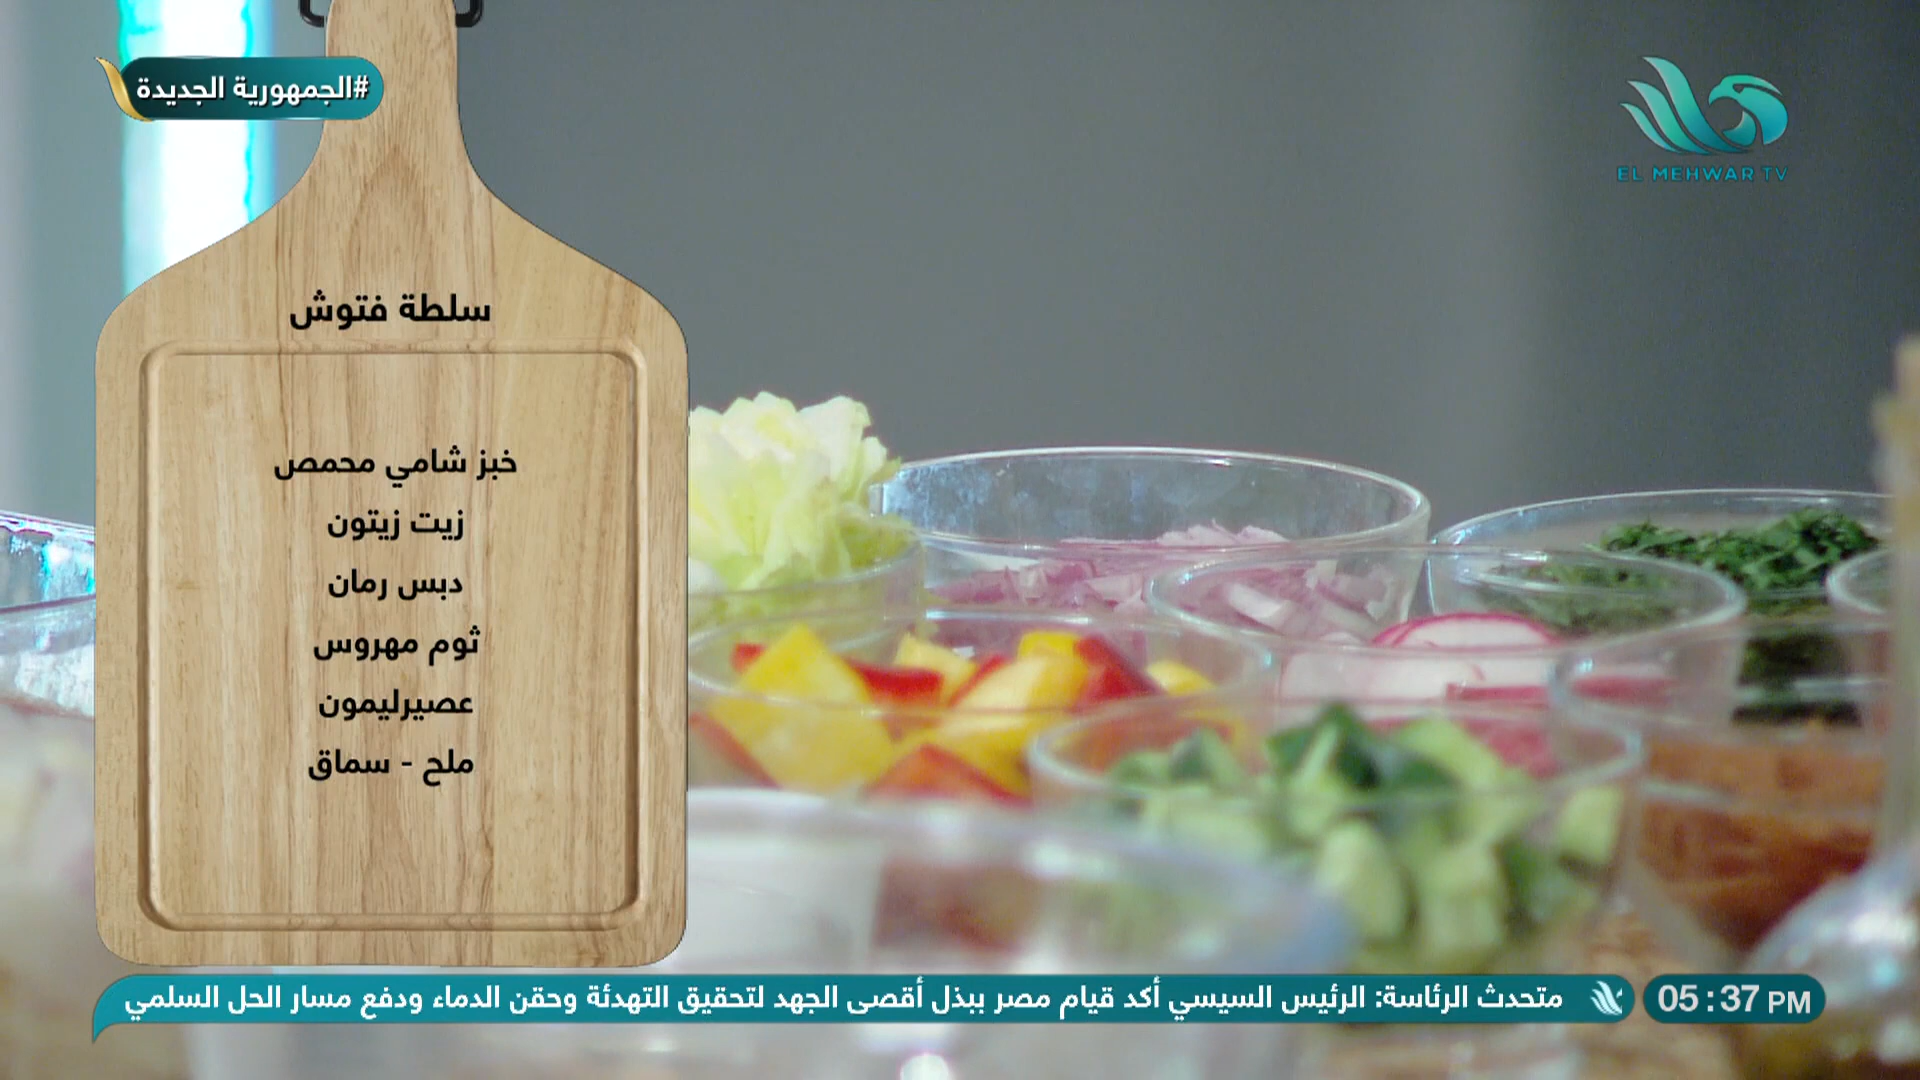 #الجمهورية الجديدة
EL MEHWAR TV
سلطة فتوش
خبز شامي محمص
زيت زيتون
دبس رمان
ثوم مهروس
عصيرليمون
ملح - سماق
متحدث الرئاسة: الرئيس السيسي أكد قيام مصر ببذل أقصى الجهد لتحقيق التهدئة وحقن الدماء ودفع مسار الحل السلمي
05:37 PM